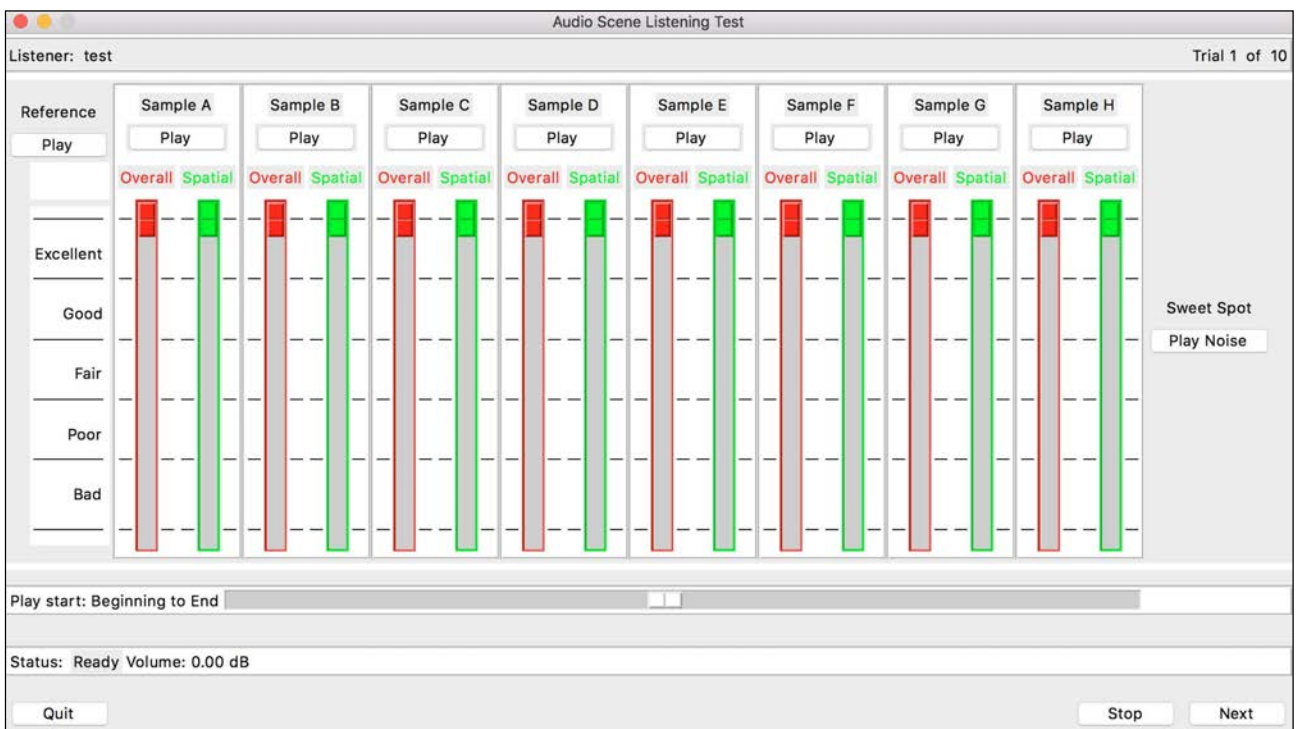 Audio Scene Listening Test
Listener: test
Trial 1 of 10
Reference
Play
Sample A
Play
Overall Spatial
Sample B
Play
Overall Spatial
Sample C
Play
Overall Spatial
Sample D
Play
Overall Spatial
Sample E
Play
Overall Spatial
Sample F
Play
Overall Spatial
Sample G
Play
Overall Spatial
Sample H
Play
Overall Spatial
Excellent
Good
Fair
Poor
Bad
Sweet Spot
Play Noise
Play start: Beginning to End
Status: Ready Volume: 0.00 dB
Quit
Stop
Next